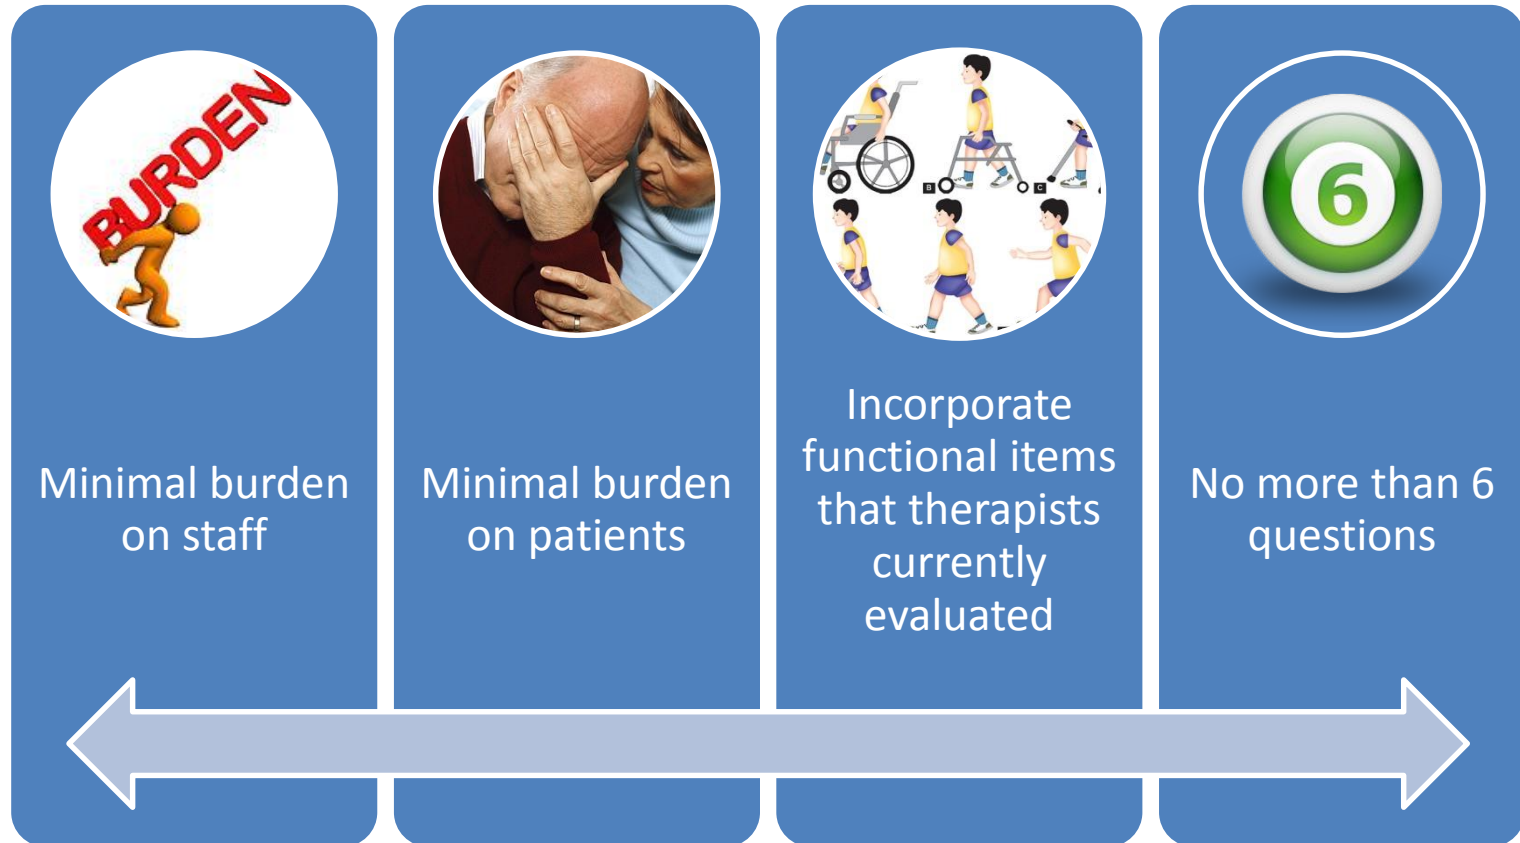 BURDEN
B
C
6
Minimal burden
on staff
Minimal burden
on patients
Incorporate
functional items
that therapists
currently
evaluated
No more than 6
questions